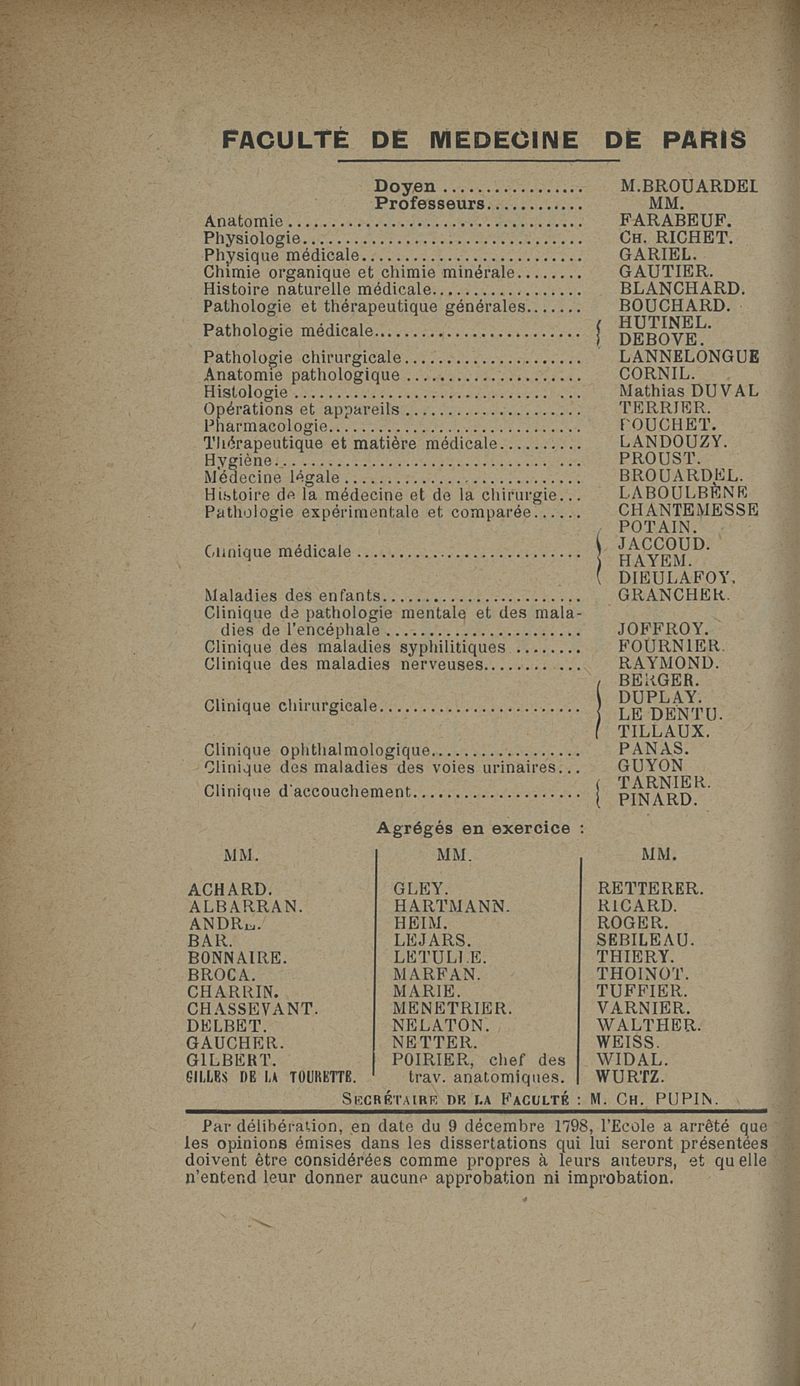 FACULTÉ DE MEDECINE DE PARIS
Doyen ................. M.BROUARDEL
Professeurs............ MM.
Anatomie ................................... FARABEUF.
Physiologie................................. CH. RICHET.
Physique médicale.......................... GARIEL.
Chimie organique et chimie minérale........ GAUTIER.
Histoire naturelle médicale.................. BLANCHARD.
Pathologie et thérapeutique générales....... BOUCHARD.
Pathologie médicale......................... { HUTINEL.
DEBOVE.
Pathologie chirurgicale..................... LANNELONGUE
Anatomie pathologique ..................... CORNIL.
Histologie .............................. ... Mathias DUVAL
Opérations et appareils ..................... TERRIER.
Pharmacologie.............................. POUCHET.
Thérapeutique et matière médicale.......... LANDOUZY.
Hygiène................................. ... PROUST.
Médecine légale ............................ BROUARDEL.
Histoire de la médecine et de la chirurgie... LABOULBÈNE
Pathologie expérimentale et comparée...... CHANTEMESSE
Clinique médicale ........................... { POTAIN.
JACCOUD.
HAYEM.
DIEULAFOY.
Maladies des enfants........................ GRANCHER.
Clinique de pathologie mentale et des mala-
dies de l'encéphale ....................... JOFFROY.
Clinique des maladies syphilitiques ........ FOURNIER.
Clinique des maladies nerveuses........ ... RAYMOND.
Clinique chirurgicale........................ { BERGER.
DUPLAY.
LE DENTU.
TILLAUX.
Clinique ophthalmologique.................. PANAS.
Clinique des maladies des voies urinaires... GUYON
Clinique d'accouchement.................... { TARNIER.
PINARD.
Agrégés en exercice :
MM. MM. MM.
ACHARD. GLEY. RETTERER.
ALBARRAN. HARTMANN. RICARD.
ANDRE. HEIM. ROGER.
BAR. LEJARS. SEBILEAU.
BONNAIRE. LETULLE. THIERY.
BROCA. MARFAN. THOINOT.
CHARRIN. MARIE. TUFFIER.
CHASSEVANT. MENETRIER. VARNIER.
DELBET. NELATON. WALTHER.
GAUCHER. NETTER. WEISS.
GILBERT. POIRIER, chef des WIDAL.
GILLES DE LA TOURETTE. trav. anatomiques. WURTZ.
SECRÉTAIRE DE LA FACULTÉ : M. CH. PUPIN.
Par délibération, en date du 9 décembre 1798, l'Ecole a arrêté que
les opinions émises dans les dissertations qui lui seront présentées
doivent être considérées comme propres à leurs auteurs, et qu elle
n'entend leur donner aucune approbation ni improbation.